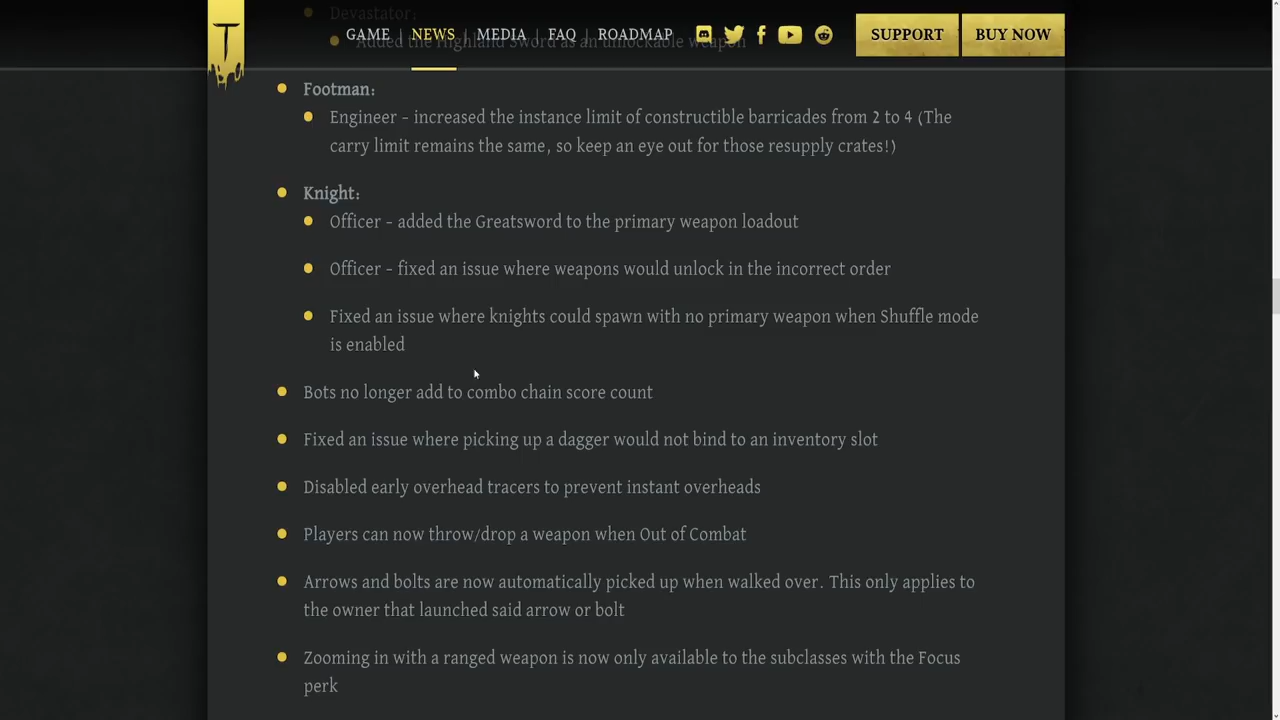 Devastator:
GAME | NEWS | MEDIA | FAQ | ROADMAP SUPPORT BUY NOW
Added the Highland Sword as an unlockable weapon
Footman:
Engineer – increased the instance limit of constructible barricades from 2 to 4 (The
carry limit remains the same, so keep an eye out for those resupply crates!)
Knight:
Officer – added the Greatsword to the primary weapon loadout
Officer – fixed an issue where weapons would unlock in the incorrect order
Fixed an issue where knights could spawn with no primary weapon when Shuffle mode
is enabled
Bots no longer add to combo chain score count
Fixed an issue where picking up a dagger would not bind to an inventory slot
Disabled early overhead tracers to prevent instant overheads
Players can now throw/drop a weapon when Out of Combat
Arrows and bolts are now automatically picked up when walked over. This only applies to
the owner that launched said arrow or bolt
Zooming in with a ranged weapon is now only available to the subclasses with the Focus
perk